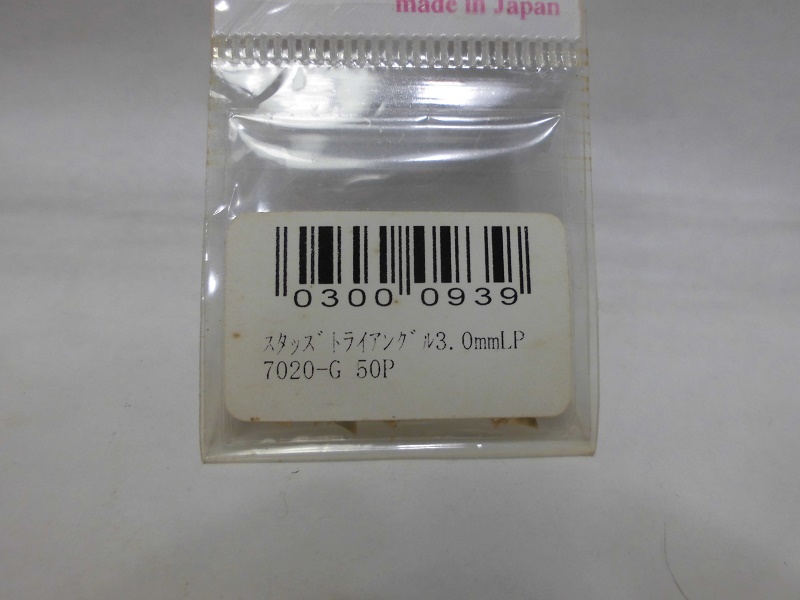 made in Japan
0300 0939
ｽﾀｯｽﾞﾄﾗｲｱﾝｸﾞﾙ3.0mmLP
7020-G 50P